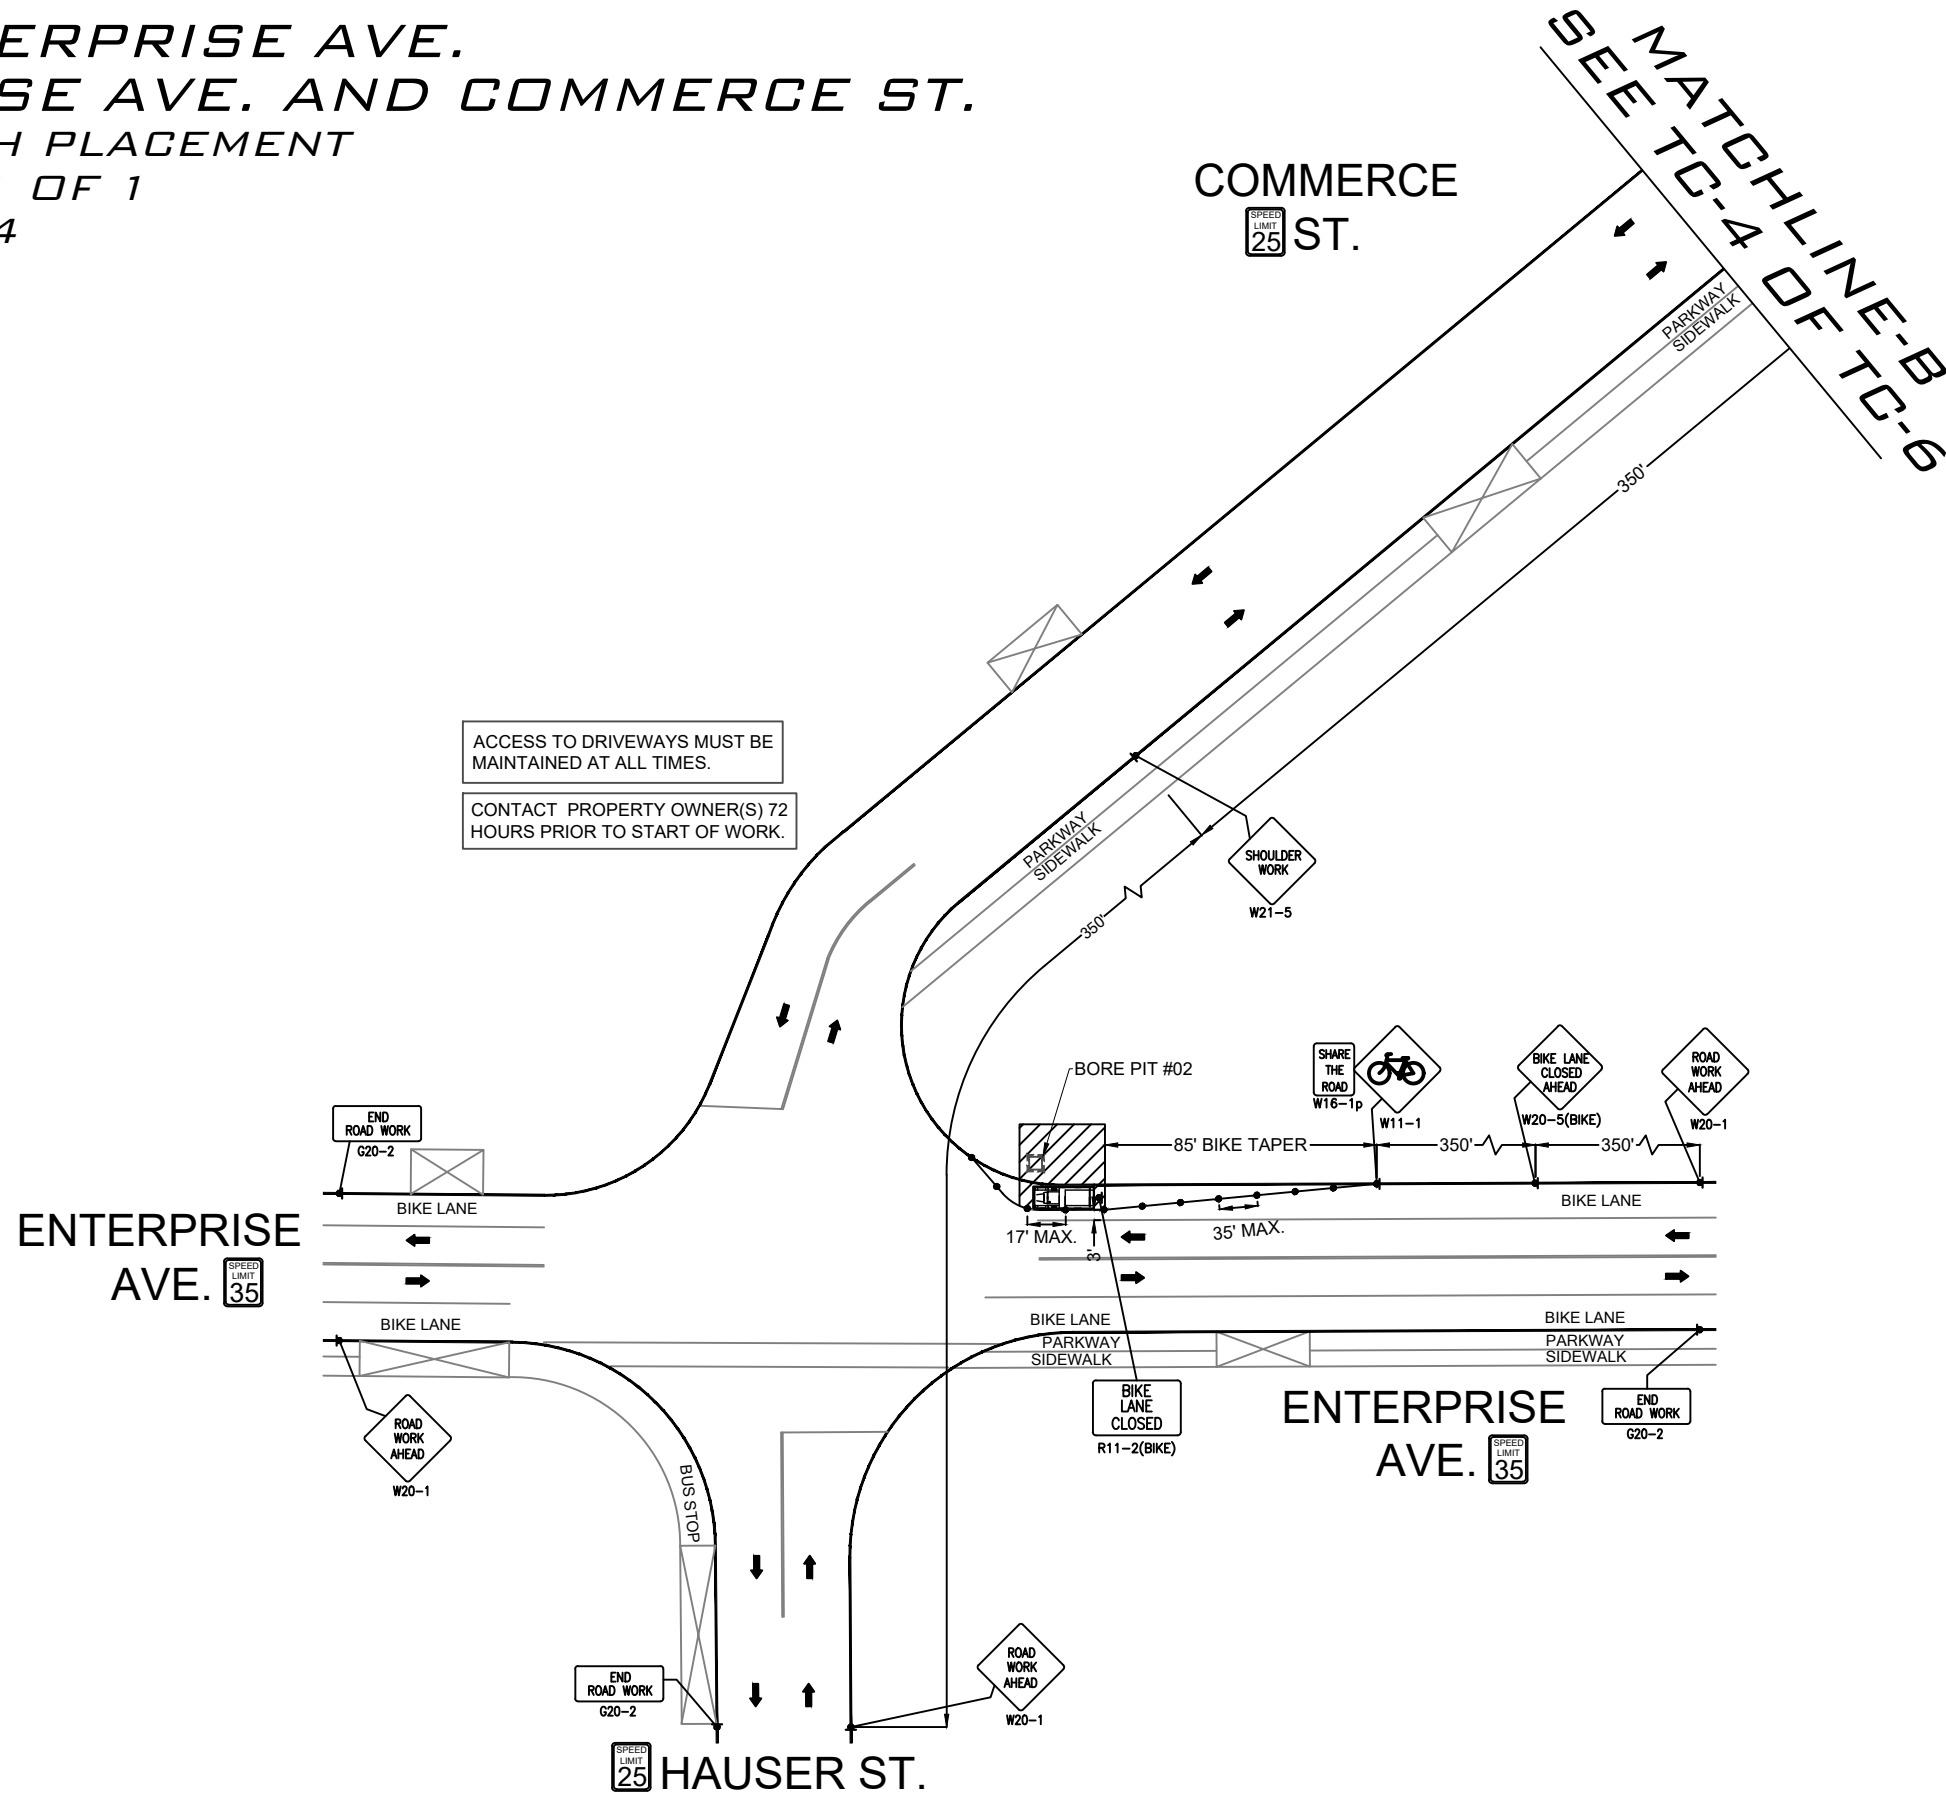 ERPRISE AVE.
SE AVE. AND COMMERCE ST.
H PLACEMENT
OF 1
4
MATCHLINE-B
SEE TC-4 OF TC-6
COMMERCE
ST.
SPEED
LIMIT
25
PARKWAY
SIDEWALK
350'
ACCESS TO DRIVEWAYS MUST BE
MAINTAINED AT ALL TIMES.
CONTACT PROPERTY OWNER(S) 72
HOURS PRIOR TO START OF WORK.
PARKWAY
SIDEWALK
SHOULDER
WORK
W21-5
350'
BORE PIT #02
SHARE
THE
ROAD
W16-1p
W11-1
BIKE LANE
CLOSED
AHEAD
W20-5(BIKE)
ROAD
WORK
AHEAD
W20-1
END
ROAD WORK
G20-2
85' BIKE TAPER
350'
350'
BIKE LANE
BIKE LANE
ENTERPRISE
AVE.
SPEED
LIMIT
35
17' MAX.
3'
35' MAX.
BIKE LANE
BIKE LANE
BIKE LANE
PARKWAY
SIDEWALK
PARKWAY
SIDEWALK
ROAD
WORK
AHEAD
W20-1
BIKE
LANE
CLOSED
R11-2(BIKE)
ENTERPRISE
AVE.
SPEED
LIMIT
35
END
ROAD WORK
G20-2
BUS STOP
END
ROAD WORK
G20-2
ROAD
WORK
AHEAD
W20-1
SPEED
LIMIT
25
HAUSER ST.